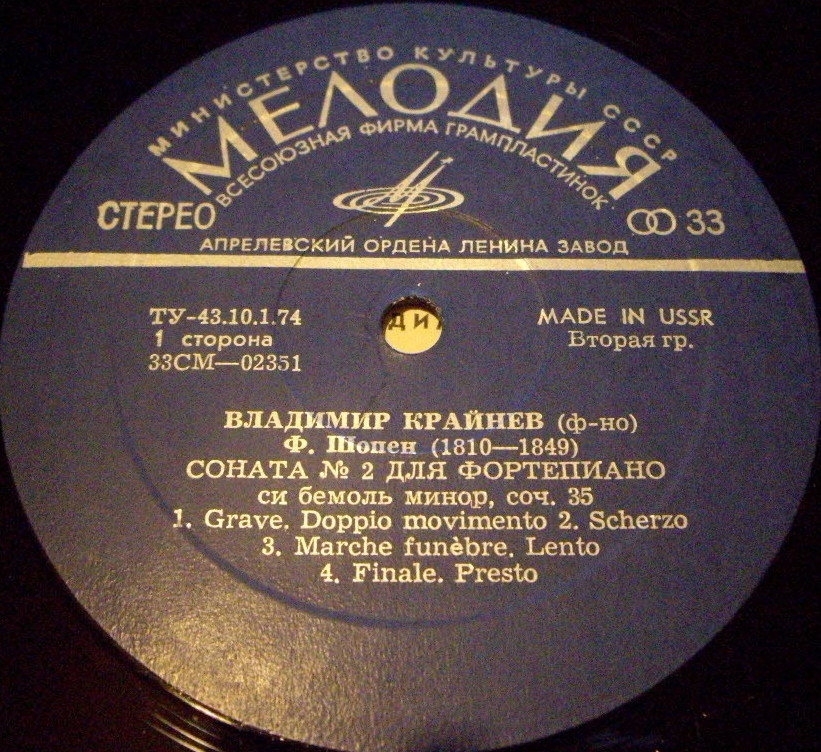 МИНИСТЕРСТВО КУЛЬТУРЫ СССР
МЕЛОДИЯ
ВСЕСОЮЗНАЯ ФИРМА ГРАМПЛАСТИНОК
СТЕРЕО
33
АПРЕЛЕВСКИЙ ОРДЕНА ЛЕНИНА ЗАВОД
ТУ-43.10.1.74
1 сторона
33СМ—02351
MADE IN USSR
Вторая гр.
ВЛАДИМИР КРАЙНЕВ (ф-но)
Ф. Шопен (1810—1849)
СОНАТА № 2 ДЛЯ ФОРТЕПИАНО
си бемоль минор, соч. 35
1. Grave. Doppio movimento 2. Scherzo
3. Marche funèbre. Lento
4. Finale. Presto